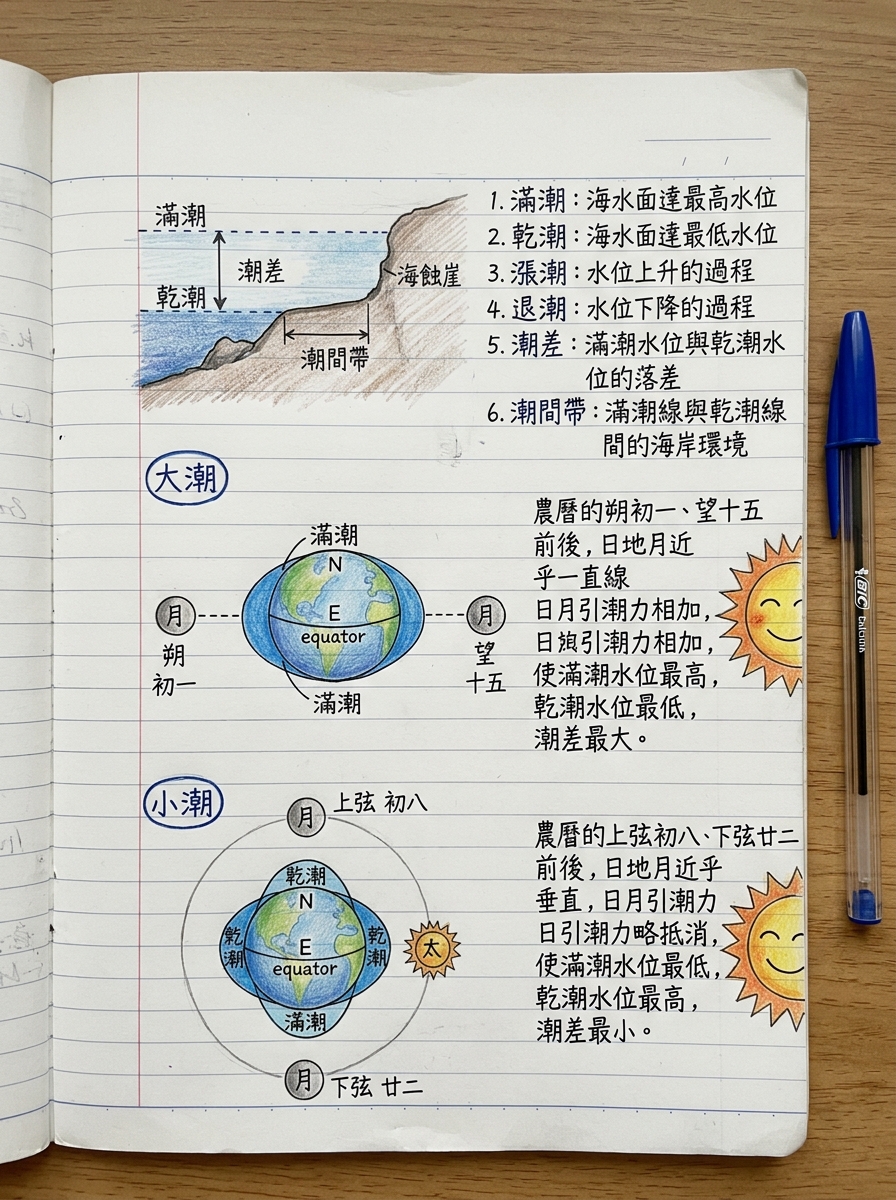 滿潮
潮差
乾潮
海蝕崖
潮間帶
1. 滿潮：海水面達最高水位
2. 乾潮：海水面達最低水位
3. 漲潮：水位上升的過程
4. 退潮：水位下降的過程
5. 潮差：滿潮水位與乾潮水
位的落差
6. 潮間帶：滿潮線與乾潮線
間的海岸環境
大潮
滿潮
N
E
equator
滿潮
月
朔
初一
月
望
十五
農曆的朔初一、望十五
前後，日地月近
乎一直線
日月引潮力相加，
日 引潮力相加，
使滿潮水位最高，
乾潮水位最低，
潮差最大。
小潮
月
上弦 初八
乾潮
N
E
equator
潮
乾
潮
滿潮
太
月
下弦 廿二
農曆的上弦初八、下弦廿二
前後，日地月近乎
垂直，日月引潮力
日引潮力略抵消，
使滿潮水位最低，
乾潮水位最高，
潮差最小。
BIC